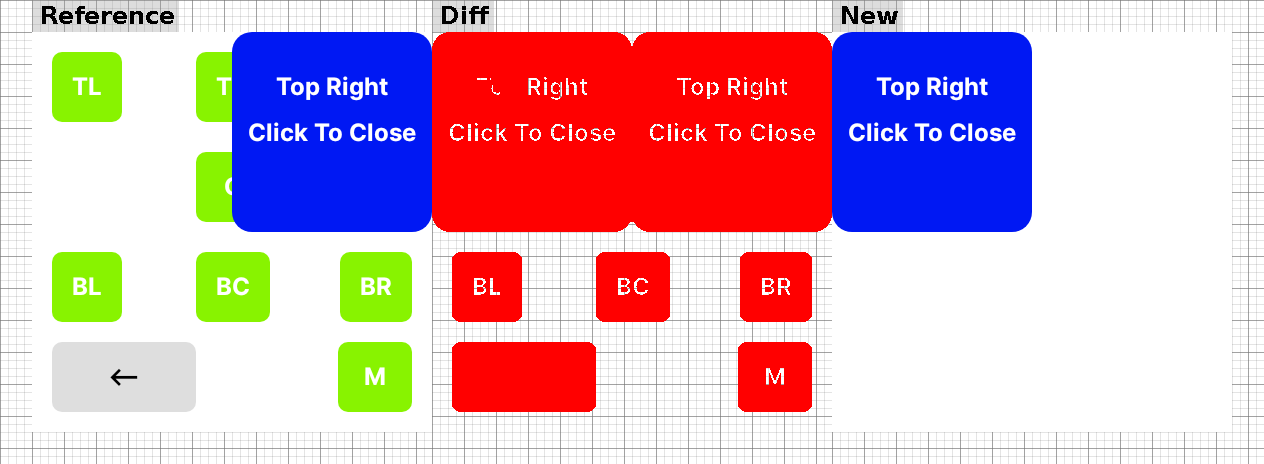 Reference
TL
Top Right
Click To Close
BL BC BR
← M
Diff
Right Top Right
Click To Close Click To Close
BL BC BR
M
New
Top Right
Click To Close